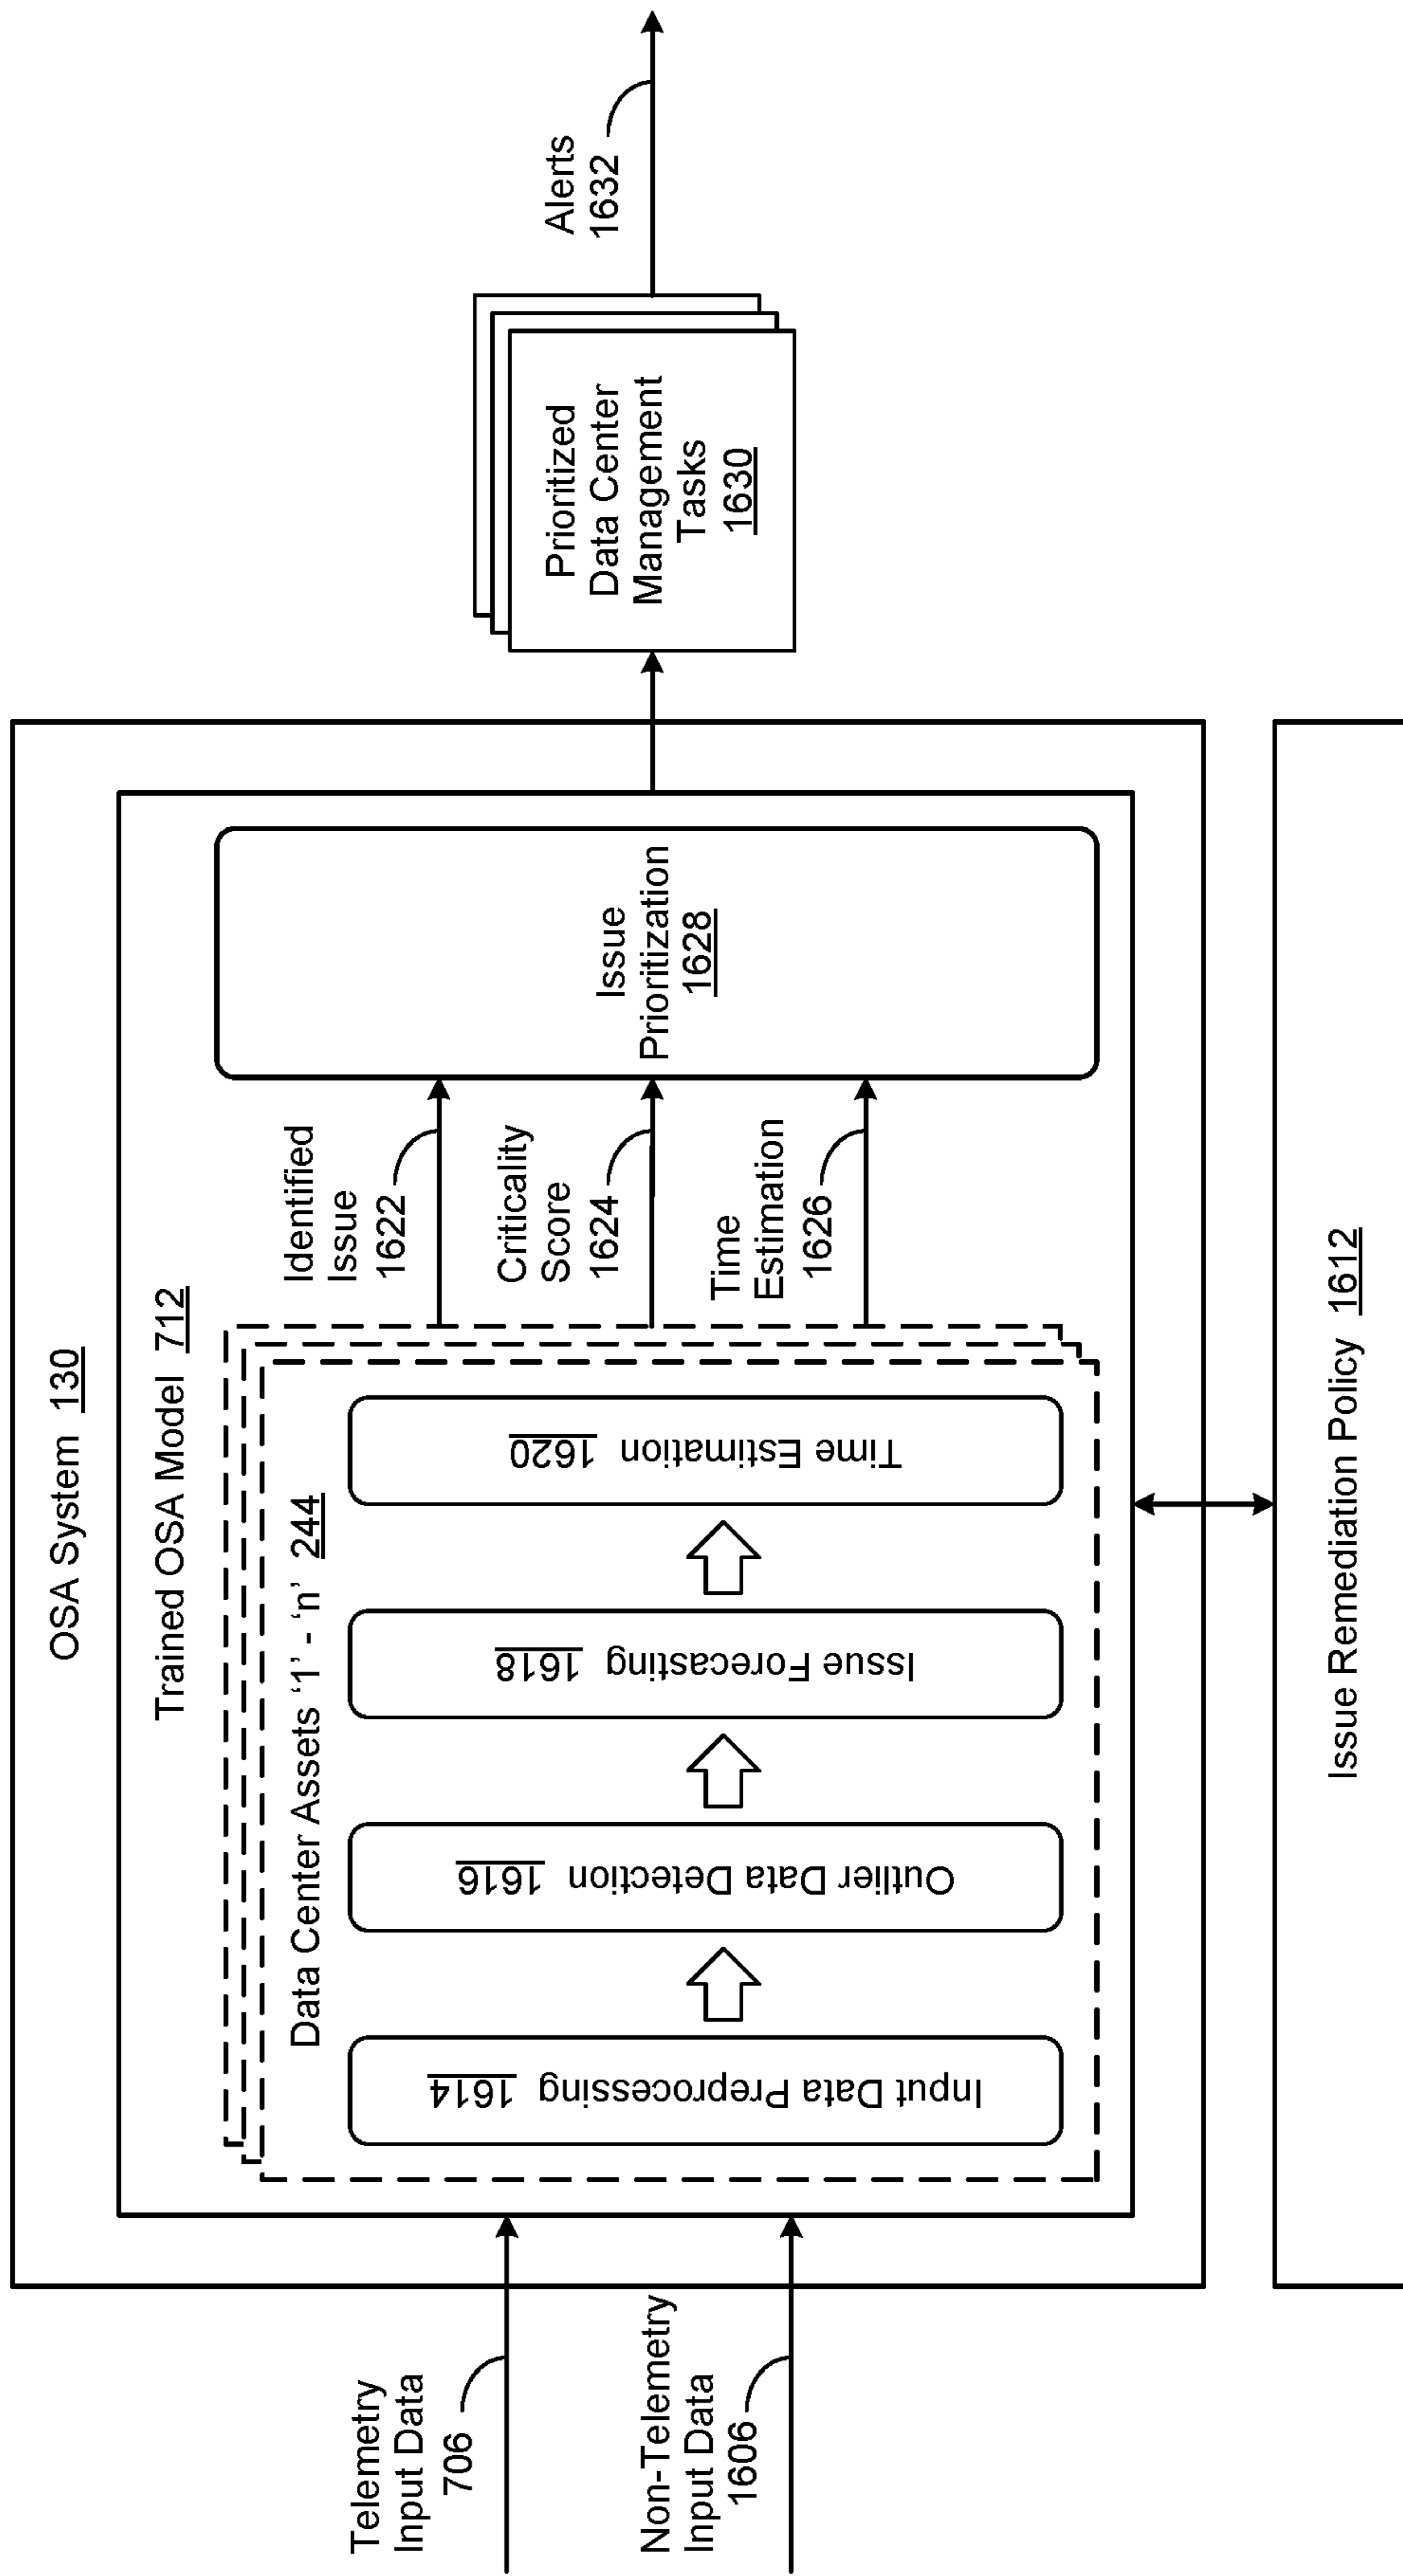 OSA System 130
Trained OSA Model 712
Telemetry
Input Data
706
Non-Telemetry
Input Data
1606
Data Center Assets ‘1’ - ‘n’ 244
Input Data Preprocessing 1614
Outlier Data Detection 1616
Issue Forecasting 1618
Time Estimation 1620
Identified
Issue
1622
Criticality
Score
1624
Time
Estimation
1626
Issue
Prioritization
1628
Prioritized
Data Center
Management
Tasks
1630
Alerts
1632
Issue Remediation Policy 1612